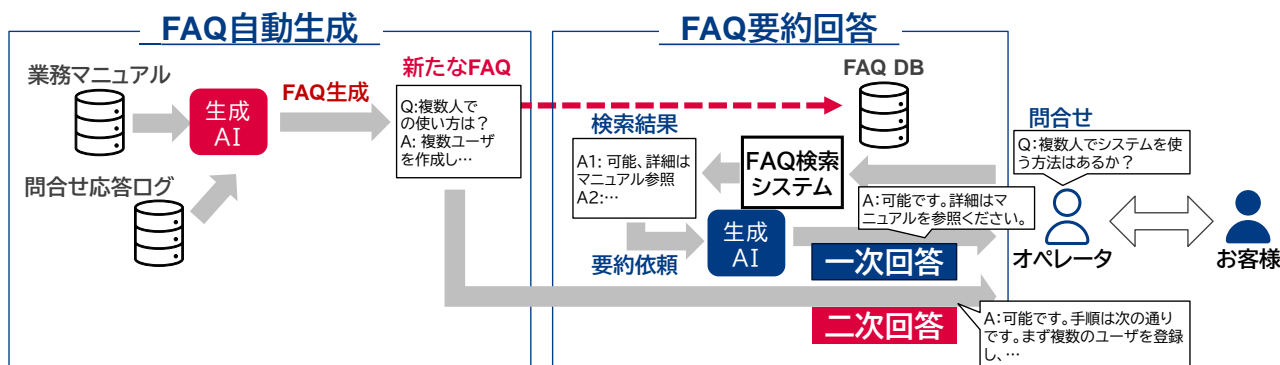 FAQ自動生成
業務マニュアル
生成
AI
FAQ生成
新たなFAQ
Q:複数人で
の使い方は？
A: 複数ユーザ
を作成し…
問合せ応答ログ
FAQ要約回答
FAQ DB
検索結果
A1: 可能、詳細は
マニュアル参照
A2:…
FAQ検索
システム
要約依頼
生成
AI
問合せ
Q:複数人でシステムを使
う方法はあるか？
A:可能です。詳細はマ
ニュアルを参照ください。
一次回答
オペレータ
お客様
二次回答
A:可能です。手順は次の通り
です。まず複数のユーザを登録
し、…